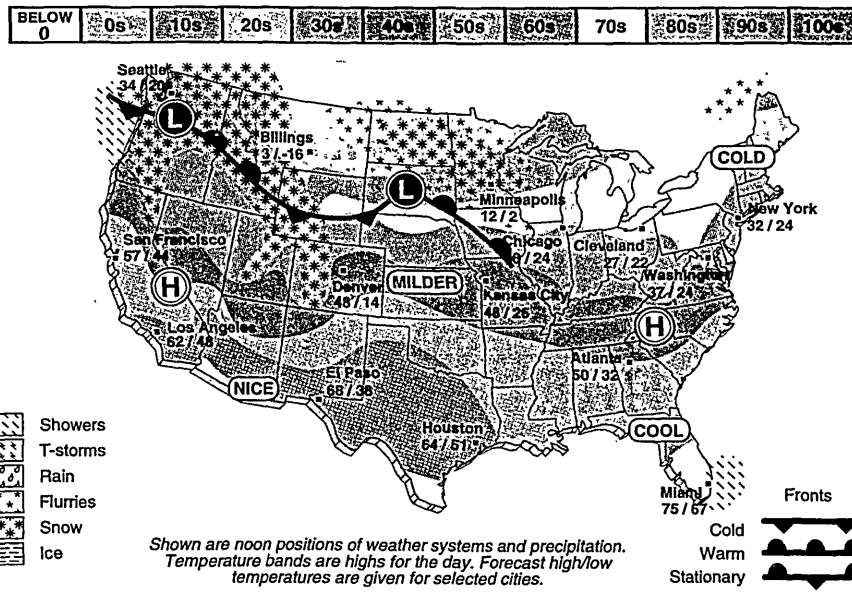 BELOW 0 0s 10s 20s 30s 40s 50s 60s 70s 80s 90s 100s
Seattle
34 / 20
L
Billings
3 / -16
L
COLD
Minneapolis
12 / 2
New York
32 / 24
San Francisco
57 / 44
Chicago
/ 24
Cleveland
27 / 22
Washington
37 / 24
H
Denver
48 / 14
MILDER
Kansas City
48 / 26
H
Los Angeles
62 / 48
Atlanta
50 / 32
El Paso
68 / 38
NICE
Houston
64 / 51
COOL
Miami
75 / 67
Showers
T-storms
Rain
Flurries
Snow
Ice
Shown are noon positions of weather systems and precipitation.
Temperature bands are highs for the day. Forecast high/low
temperatures are given for selected cities.
Fronts
Cold
Warm
Stationary